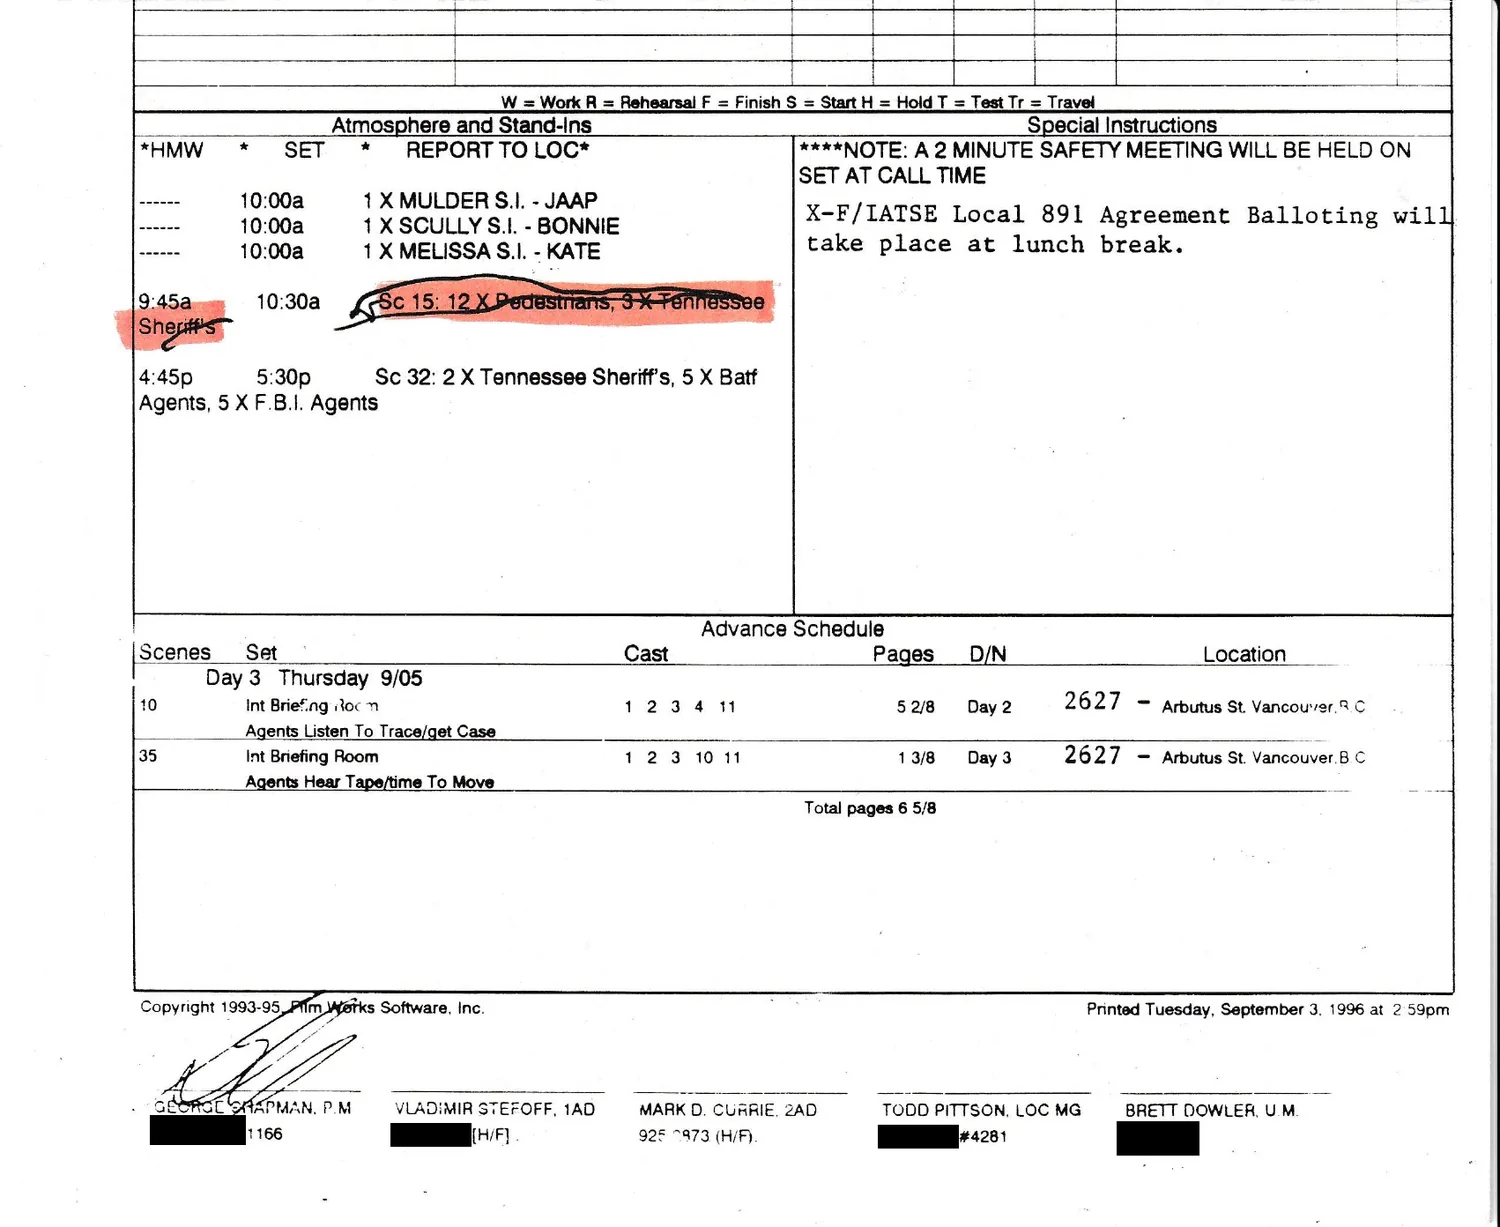 W = Work R = Rehearsal F = Finish S = Start H = Hold T = Test Tr = Travel
Atmosphere and Stand-Ins
Special Instructions
*HMW * SET * REPORT TO LOC*
------ 10:00a 1 X MULDER S.I. - JAAP
------ 10:00a 1 X SCULLY S.I. - BONNIE
------ 10:00a 1 X MELISSA S.I. - KATE
9:45a 10:30a Sc 15: 12 X Pedestrians, 3 X Tennessee
Sheriff's
4:45p 5:30p Sc 32: 2 X Tennessee Sheriff's, 5 X Batf
Agents, 5 X F.B.I. Agents
****NOTE: A 2 MINUTE SAFETY MEETING WILL BE HELD ON
SET AT CALL TIME
X-F/IATSE Local 891 Agreement Balloting will
take place at lunch break.
Advance Schedule
Scenes Set Cast Pages D/N Location
Day 3 Thursday 9/05
10 Int Briefing Room 1 2 3 4 11 5 2/8 Day 2 2627 - Arbutus St. Vancouver.B.C
Agents Listen To Trace/get Case
35 Int Briefing Room 1 2 3 10 11 1 3/8 Day 3 2627 - Arbutus St. Vancouver.B C
Agents Hear Tape/time To Move
Total pages 6 5/8
Copyright 1993-95, Film Works Software, Inc.
Printed Tuesday, September 3, 1996 at 2 59pm
GEORGE CHAPMAN, P.M VLADIMIR STEFOFF, 1AD MARK D. CURRIE, 2AD TODD PITTSON, LOC MG BRETT DOWLER, U.M.
1166 [H/F] . (H/F). #4281